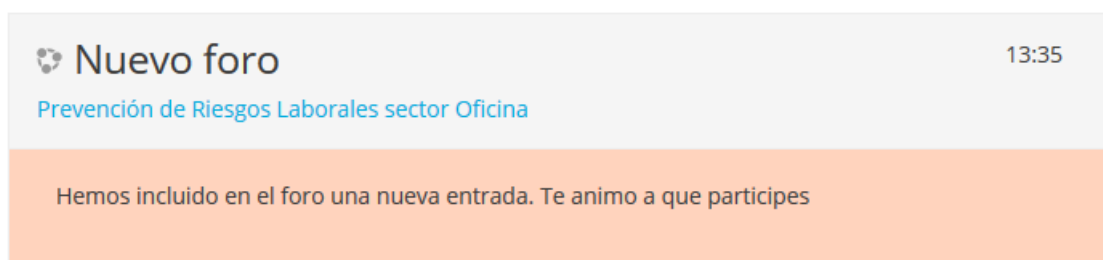 Nuevo foro
13:35
Prevención de Riesgos Laborales sector Oficina
Hemos incluido en el foro una nueva entrada. Te animo a que participes